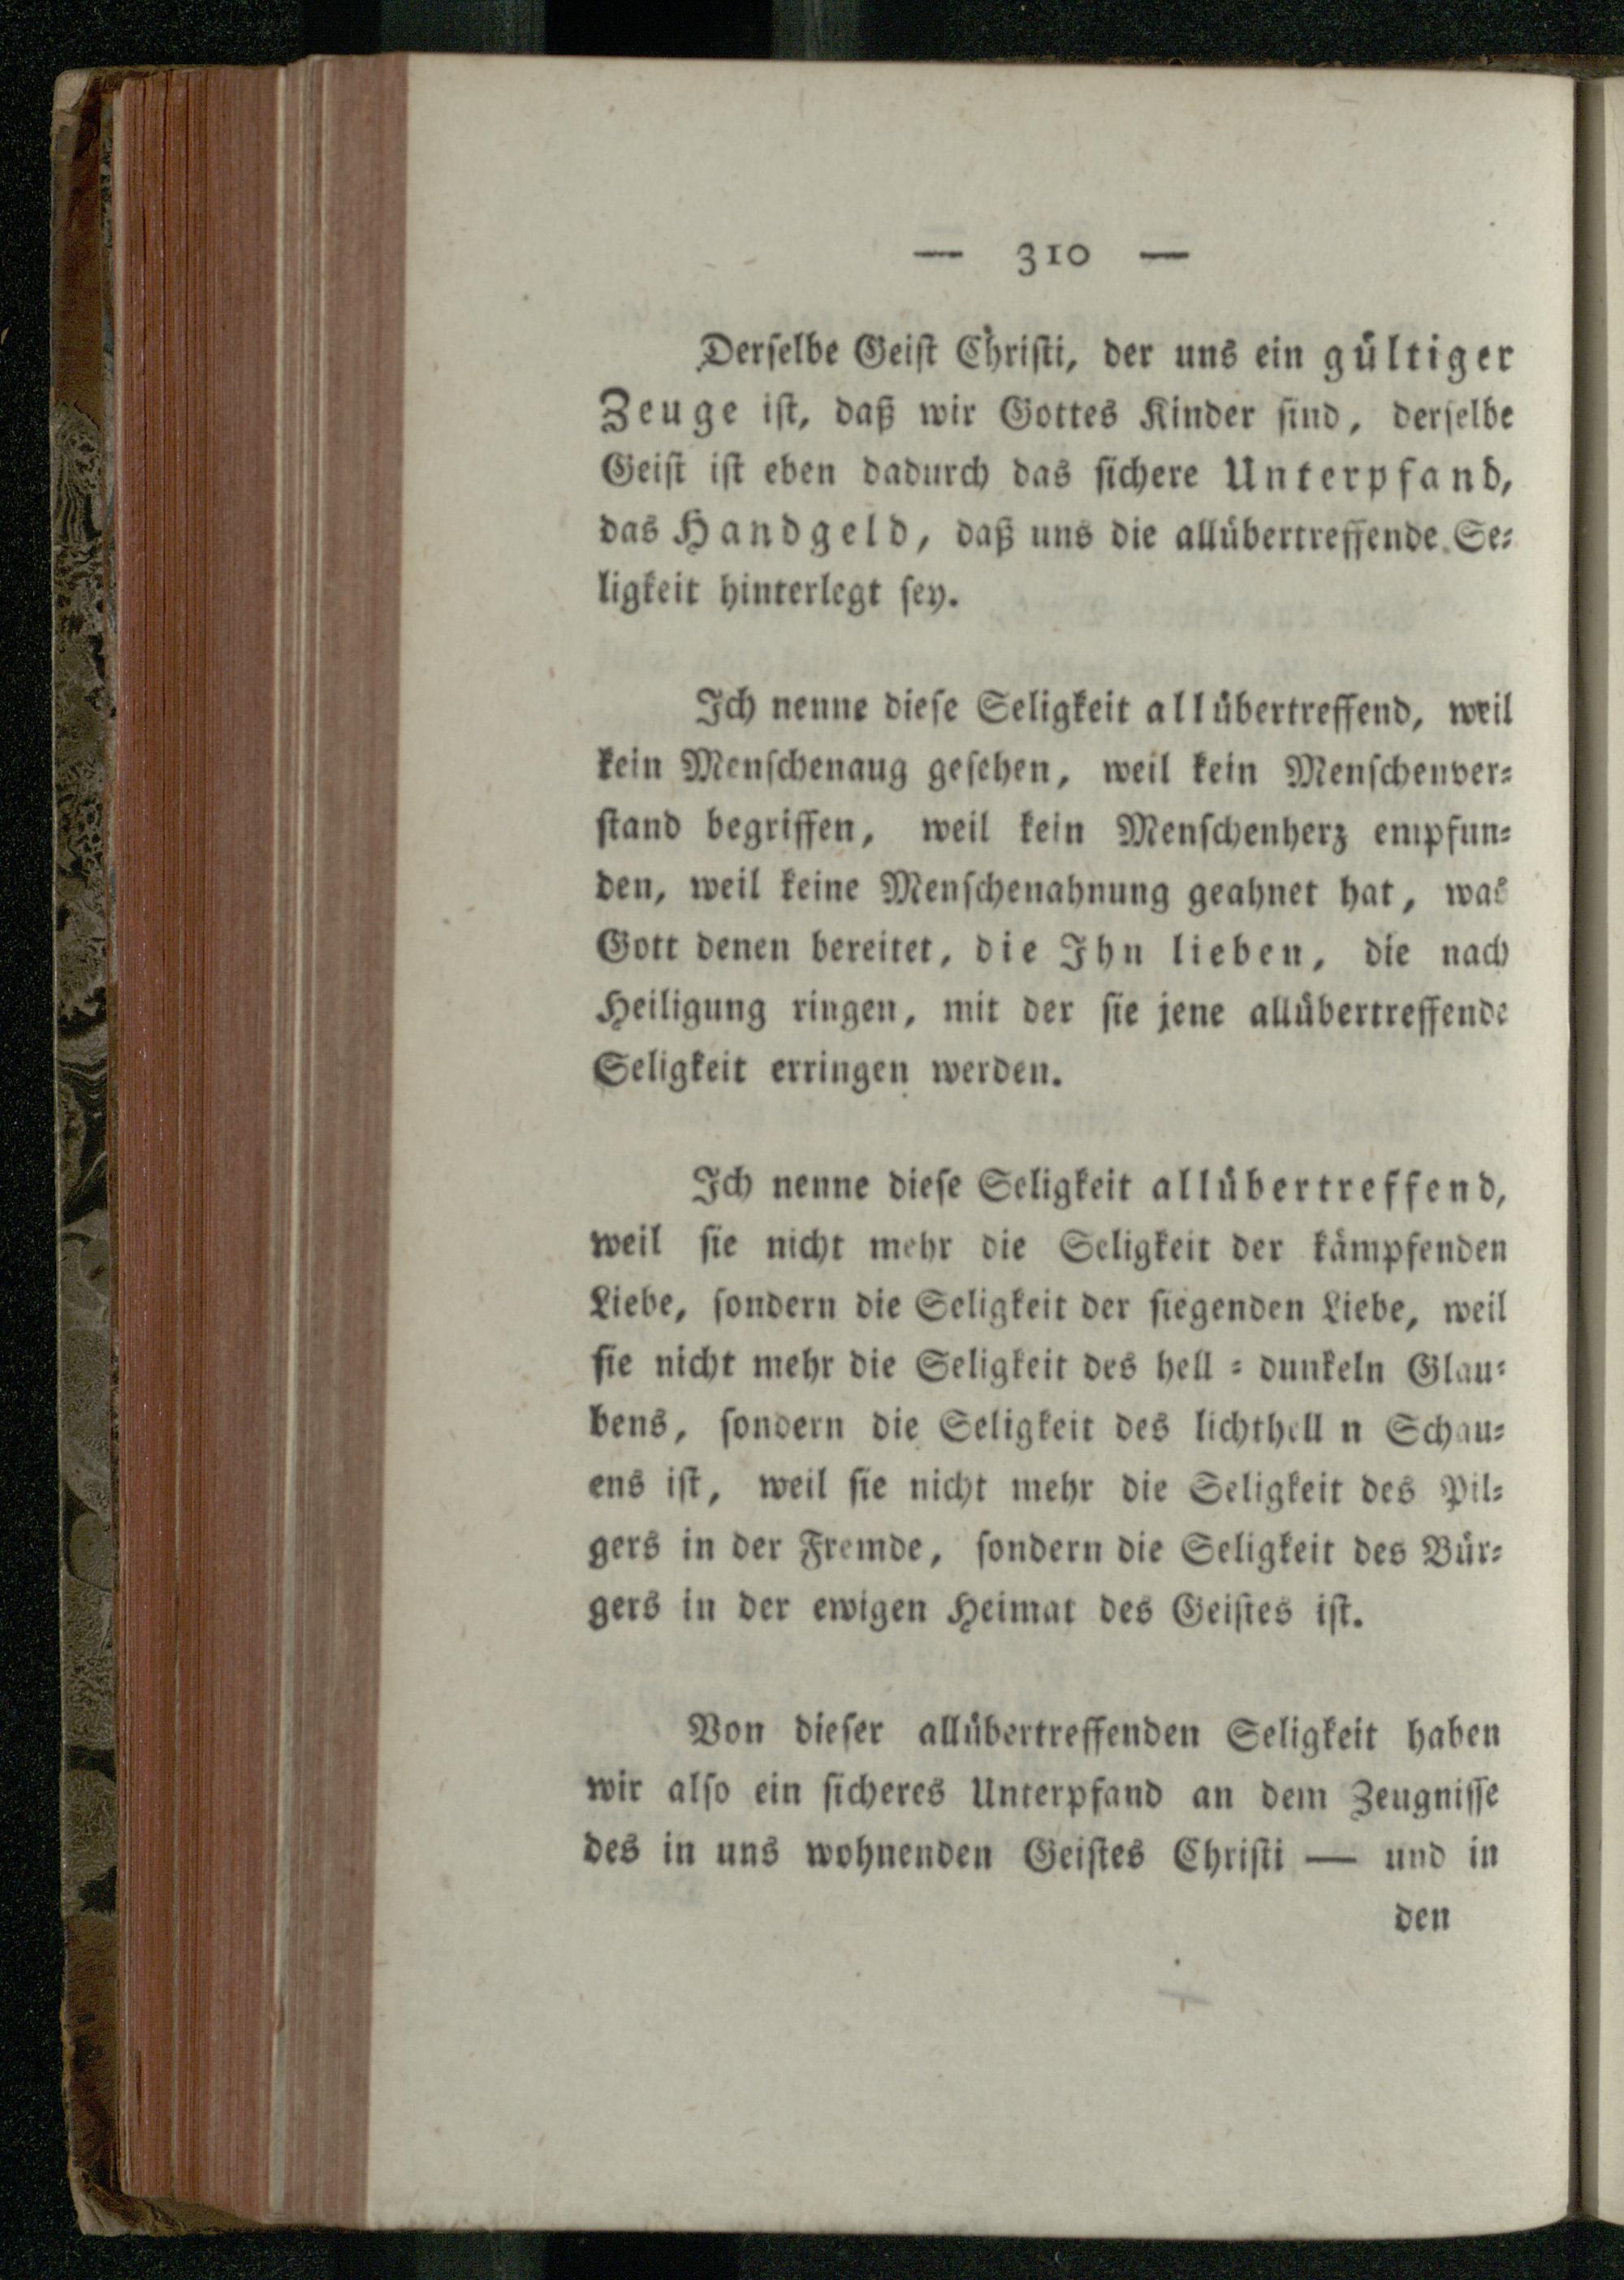 — 310 —
Derſelbe Geiſt Chriſti, der uns ein gültiger
Zeuge iſt, daß wir Gottes Kinder ſind, derſelbe
Geiſt iſt eben dadurch das ſichere Unterpfand,
das Handgeld, daß uns die allübertreffende Se⸗
ligkeit hinterlegt ſey.
Ich nenne dieſe Seligkeit allübertreffend, weil
kein Menſchenaug geſehen, weil kein Menſchenver⸗
ſtand begriffen, weil kein Menſchenherz empfun⸗
den, weil keine Menſchenahnung geahnet hat, was
Gott denen bereitet, die Ihn lieben, die nach
Heiligung ringen, mit der ſie jene allübertreffende
Seligkeit erringen werden.
Ich nenne dieſe Seligkeit allübertreffend,
weil ſie nicht mehr die Seligkeit der kämpfenden
Liebe, ſondern die Seligkeit der ſiegenden Liebe, weil
ſie nicht mehr die Seligkeit des hell ⸗ dunkeln Glau⸗
bens, ſondern die Seligkeit des lichthell n Schau⸗
ens iſt, weil ſie nicht mehr die Seligkeit des Pil⸗
gers in der Fremde, ſondern die Seligkeit des Bür⸗
gers in der ewigen Heimat des Geiſtes iſt.
Von dieſer allübertreffenden Seligkeit haben
wir alſo ein ſicheres Unterpfand an dem Zeugniſſe
des in uns wohnenden Geiſtes Chriſti — und in
den